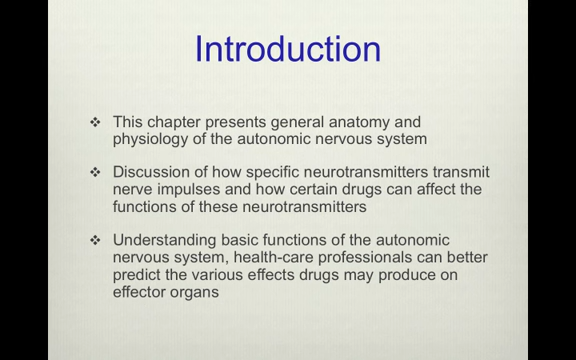 Introduction
❖ This chapter presents general anatomy and
physiology of the autonomic nervous system
❖ Discussion of how specific neurotransmitters transmit
nerve impulses and how certain drugs can affect the
functions of these neurotransmitters
❖ Understanding basic functions of the autonomic
nervous system, health-care professionals can better
predict the various effects drugs may produce on
effector organs